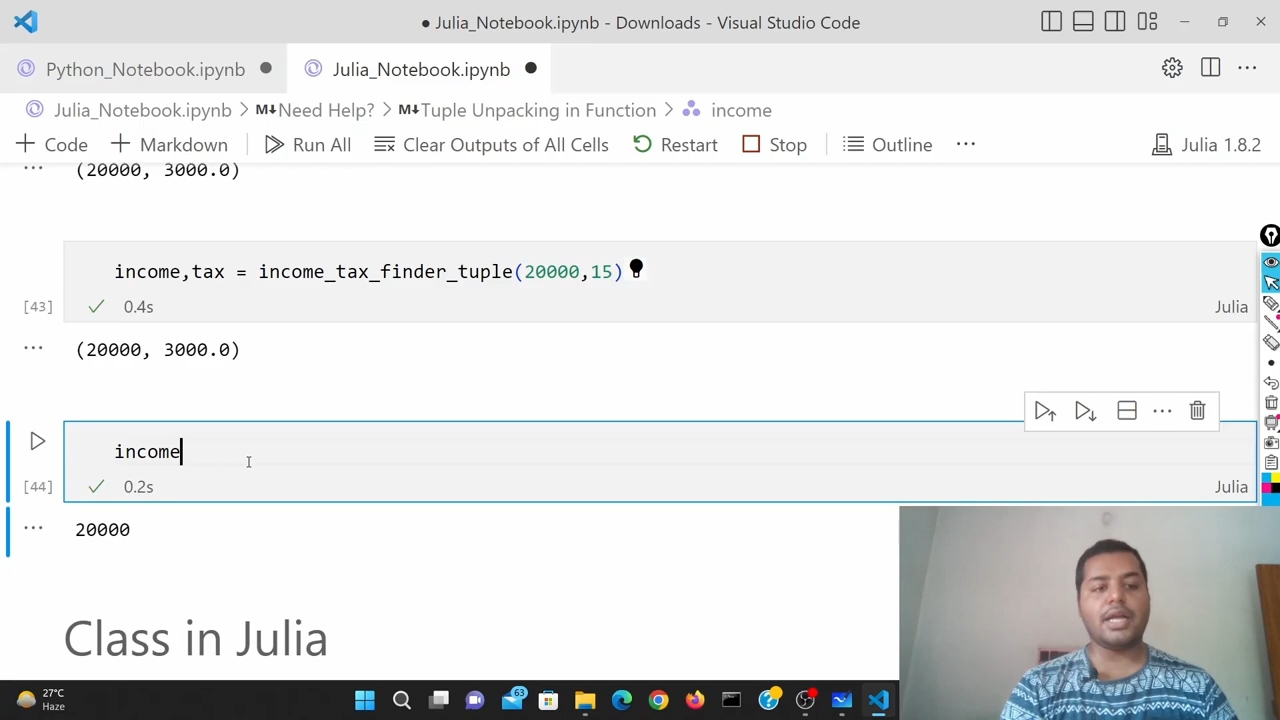 Julia_Notebook.ipynb - Downloads - Visual Studio Code
Python_Notebook.ipynb
Julia_Notebook.ipynb
Julia_Notebook.ipynb > Need Help? > Tuple Unpacking in Function > income
Code Markdown Run All Clear Outputs of All Cells Restart Stop Outline ... Julia 1.8.2
(20000, 3000.0)
income,tax = income_tax_finder_tuple(20000,15)
[43] 0.4s Julia
(20000, 3000.0)
income
[44] 0.2s Julia
20000
Class in Julia
27°C
Haze
63